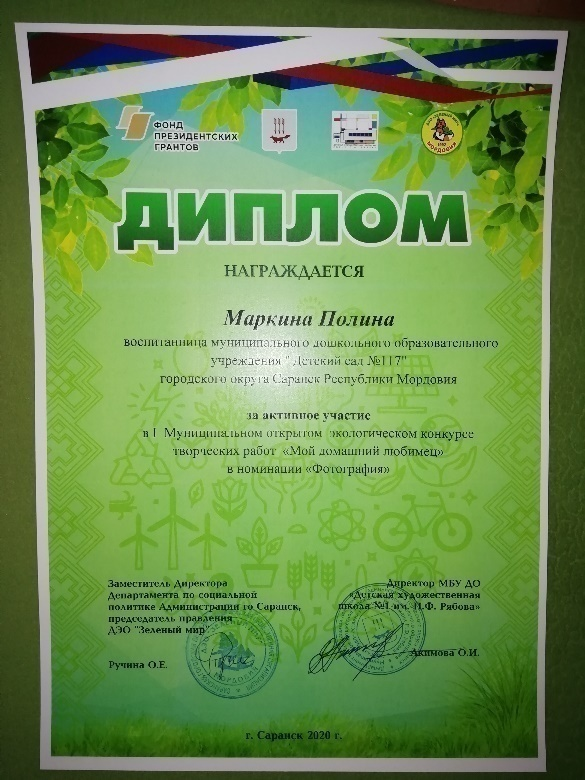 ФОНД
ПРЕЗИДЕНТСКИХ
ГРАНТОВ
МОРДОВИЯ
ДИПЛОМ
НАГРАЖДАЕТСЯ
Маркина Полина
воспитанница муниципального дошкольного образовательного
учреждения "Детский сад №117"
городского округа Саранск Республики Мордовия
за активное участие
в I Муниципальном открытом экологическом конкурсе
творческих работ «Мой домашний любимец»
в номинации «Фотография»
Заместитель Директора
Департамента по социальной
политике Администрации го Саранск,
председатель правления
ДЭО "Зеленый мир"
Ручина О.Е.
Директор МБУ ДО
«Детская художественная
школа №1 им. П.Ф. Рябова»
Акимова О.И.
МОРДОВИЯ
г. Саранск 2020 г.